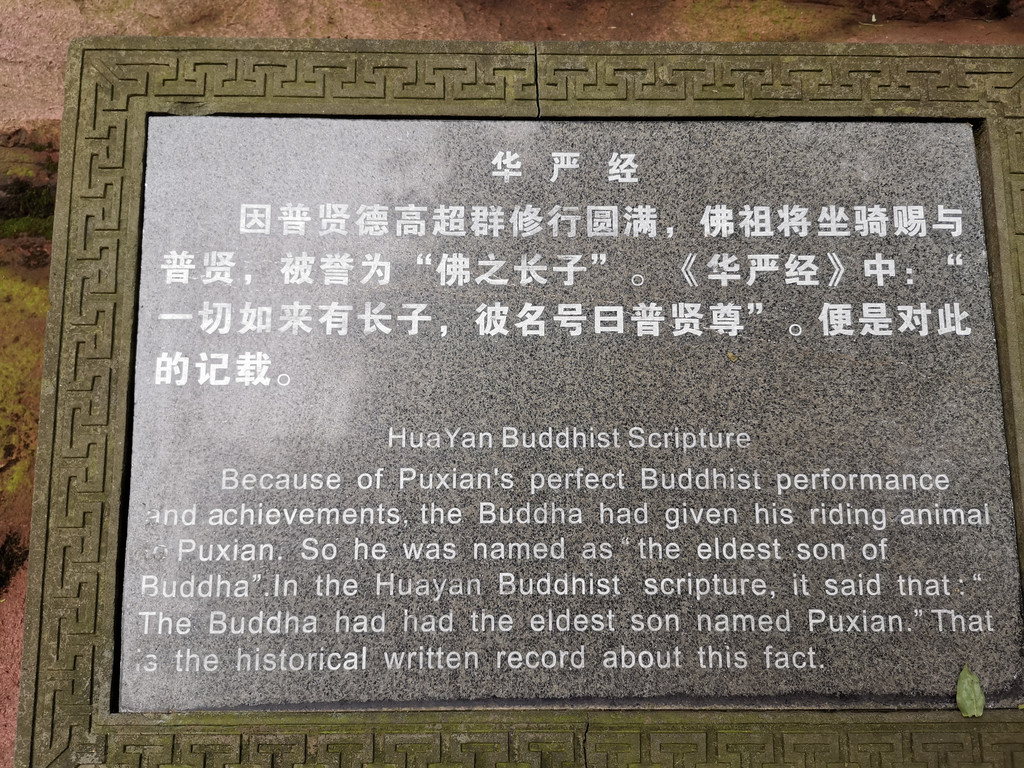 华严经
因普贤德高超群修行圆满，佛祖将坐骑赐与
普贤，被誉为“佛之长子”。《华严经》中：“
一切如来有长子，彼名号曰普贤尊”。便是对此
的记载。
HuaYan Buddhist Scripture
Because of Puxian's perfect Buddhist performance
and achievements, the Buddha had given his riding animal
to Puxian. So he was named as “the eldest son of
Buddha”.In the Huayan Buddhist scripture, it said that:“
The Buddha had had the eldest son named Puxian.” That
is the historical written record about this fact.